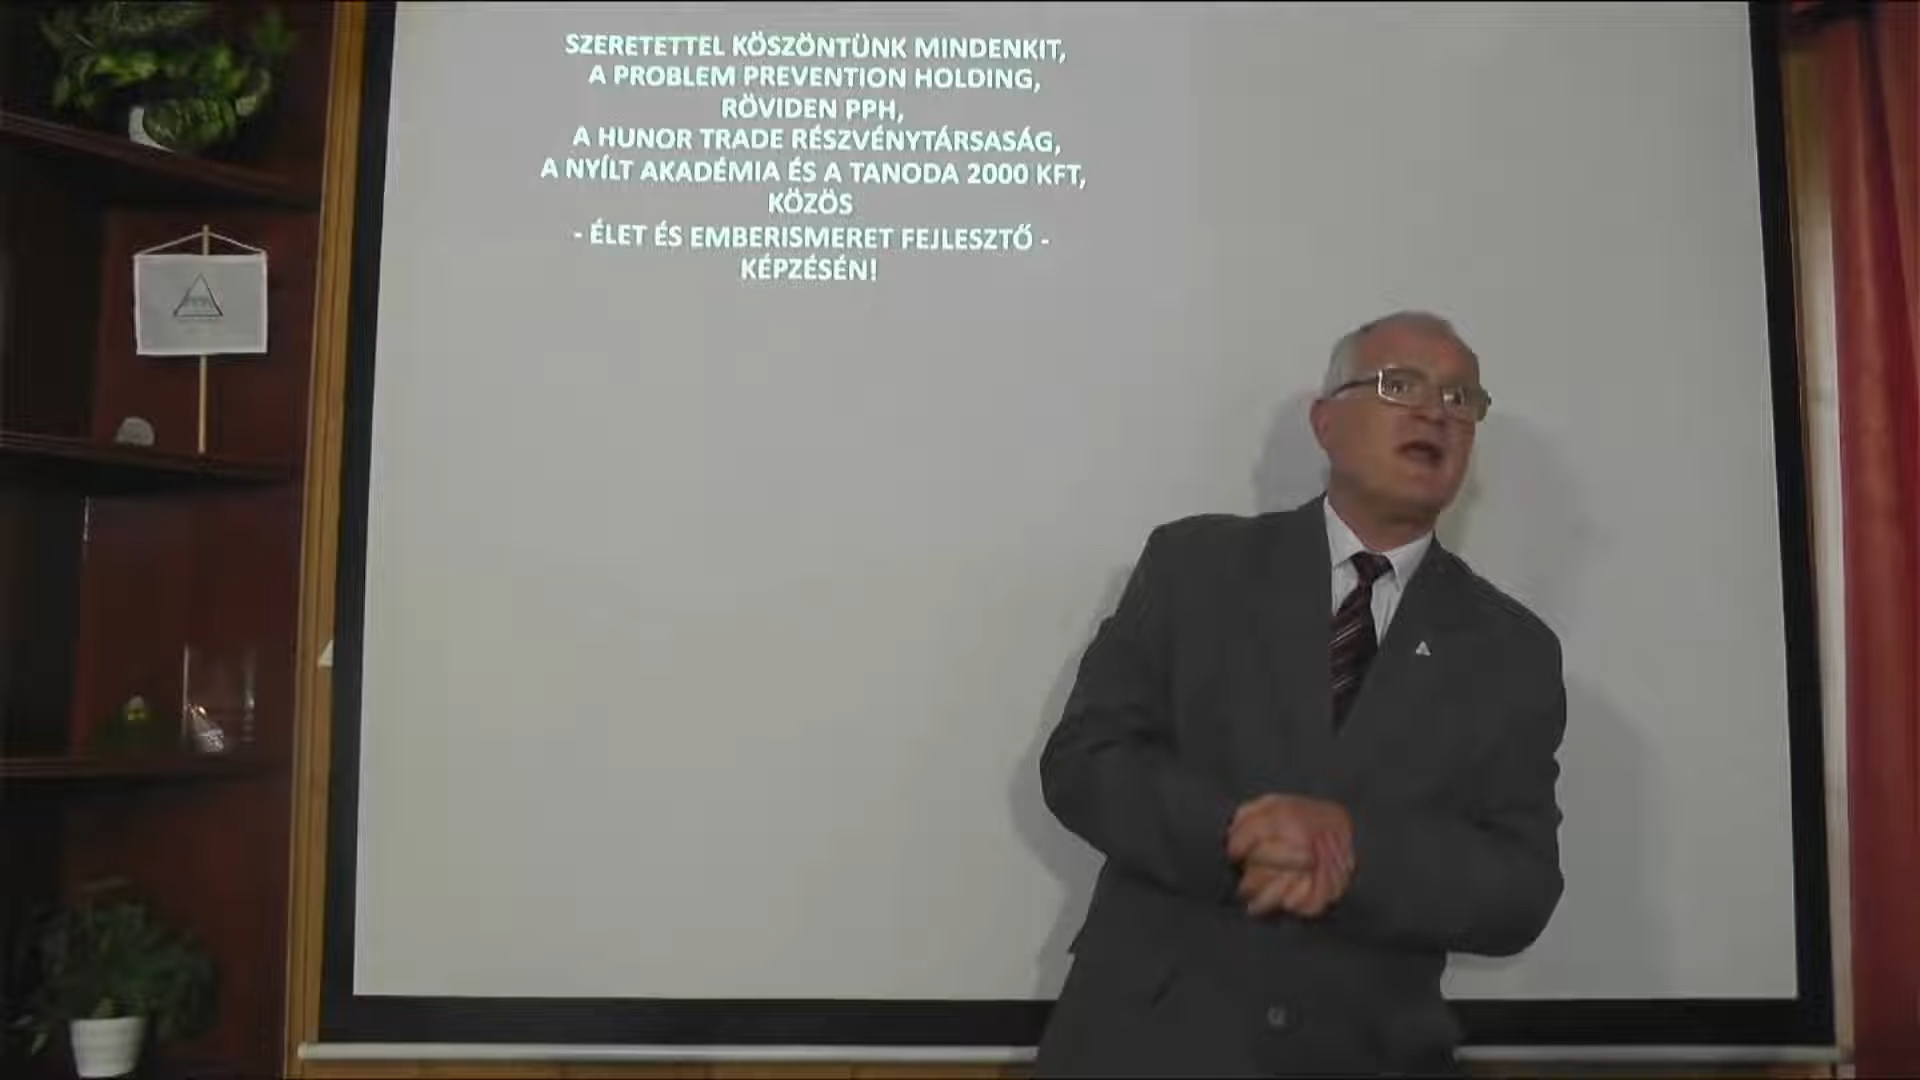 SZERETETTEL KÖSZÖNTÜNK MINDENKIT,
A PROBLEM PREVENTION HOLDING,
RÖVIDEN PPH,
A HUNOR TRADE RÉSZVÉNYTÁRSASÁG,
A NYÍLT AKADÉMIA ÉS A TANODA 2000 KFT,
KÖZÖS
- ÉLET ÉS EMBERISMERET FEJLESZTŐ -
KÉPZÉSÉN!